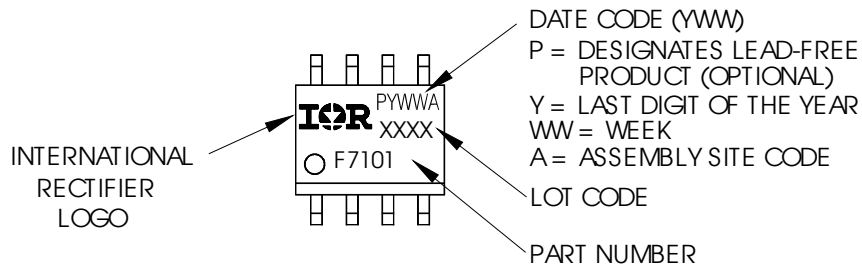 DATE CODE (YWW)
P = DESIGNATES LEAD-FREE
PRODUCT (OPTIONAL)
Y = LAST DIGIT OF THE YEAR
WW = WEEK
A = ASSEMBLY SITE CODE
PYWWA
IOR
XXXX
F7101
INTERNATIONAL
RECTIFIER
LOGO
LOT CODE
PART NUMBER